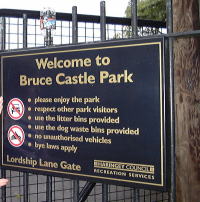 Welcome to
Bruce Castle Park
• please enjoy the park
• respect other park visitors
• use the litter bins provided
• use the dog waste bins provided
• no unauthorised vehicles
• bye laws apply
Lordship Lane Gate
HARINGEY COUNCIL
RECREATION SERVICES